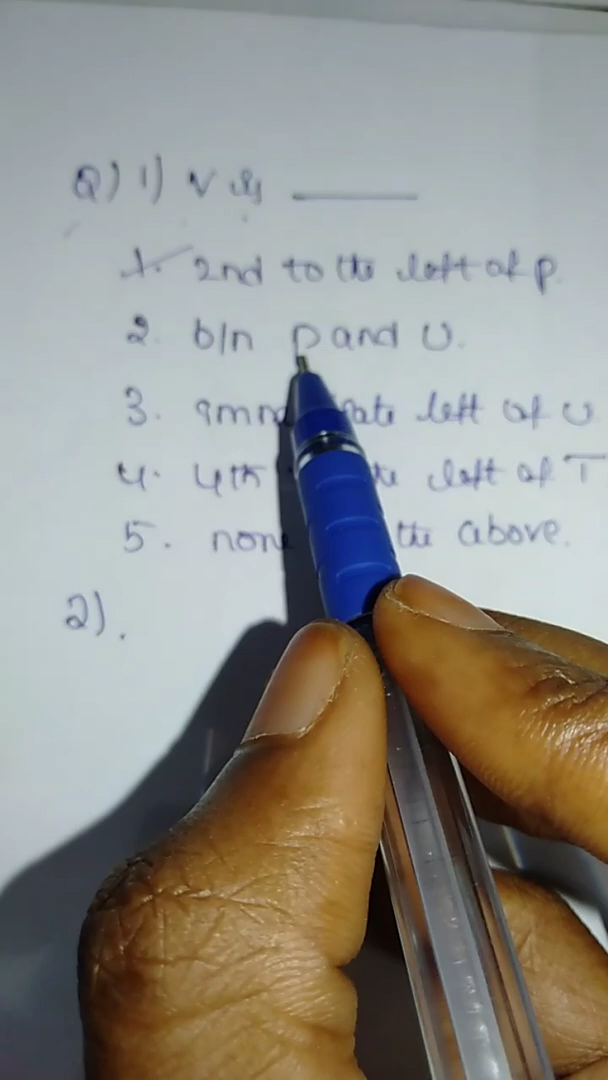 Q) 1) V is ______
1. 2nd to the left of P.
2. b/n P and U.
3. left of U
4. 4th left of T
5. none the above.
2).